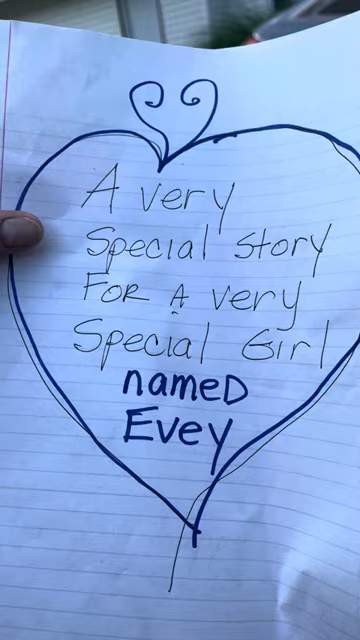 A very
Special Story
FOR A very
Special Girl
nameD
Evey